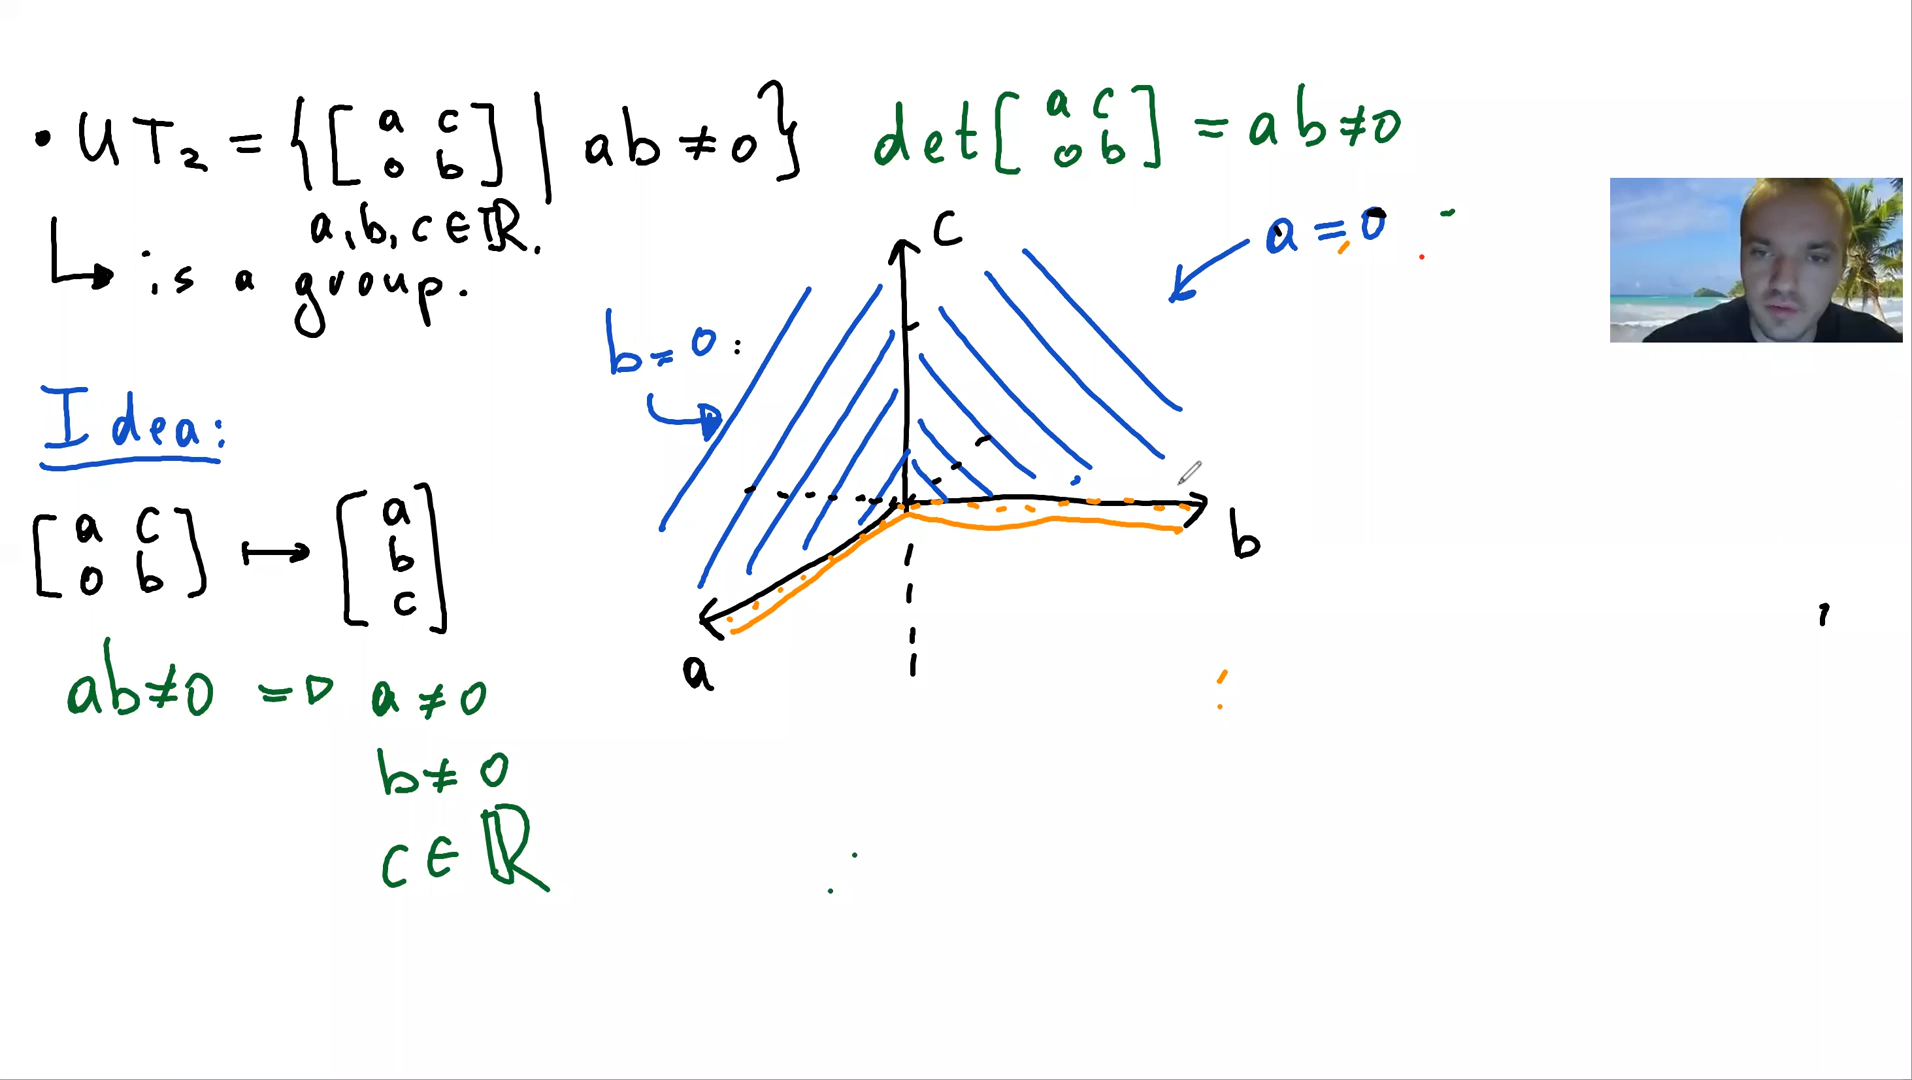 • UT₂ = { [ a c ; 0 b ] | ab ≠ 0 }
a, b, c ∈ ℝ.
↳ is a group.
det [ a c ; 0 b ] = ab ≠ 0
Idea:
[ a c ; 0 b ] ↦ [ a ; b ; c ]
ab ≠ 0 => a ≠ 0
b ≠ 0
c ∈ ℝ
c
a = 0
b = 0 :
b
a